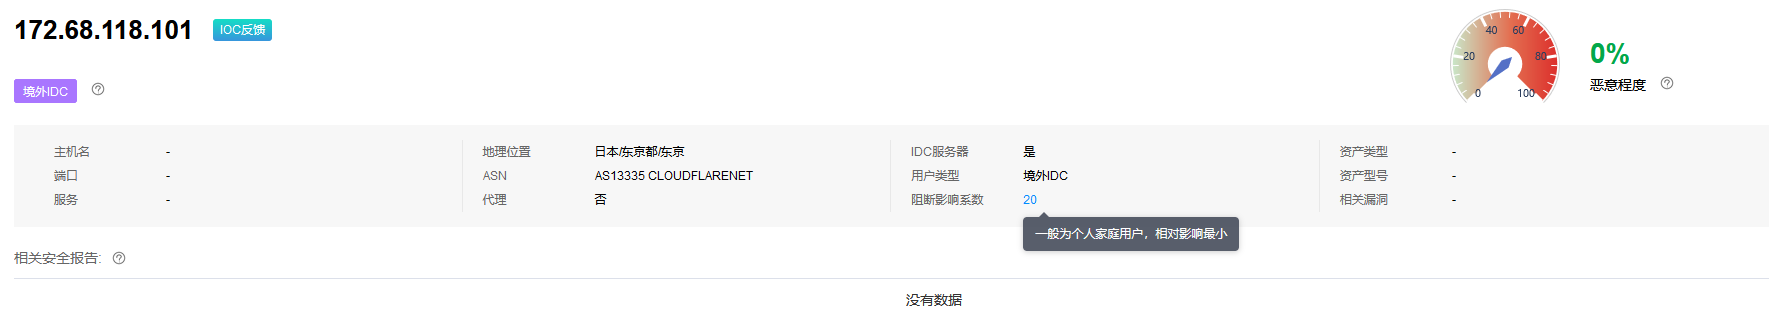 172.68.118.101 IOC反馈
境外IDC
0 20 40 60 80 100
0%
恶意程度
主机名 -
端口 -
服务 -
地理位置 日本/东京都/东京
ASN AS13335 CLOUDFLARENET
代理 否
IDC服务器 是
用户类型 境外IDC
阻断影响系数 20
一般为个人家庭用户，相对影响最小
资产类型 -
资产型号 -
相关漏洞 -
相关安全报告:
没有数据